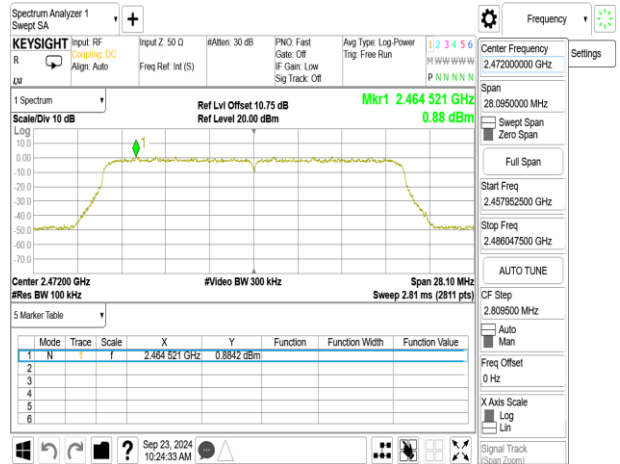 Spectrum Analyzer 1
Swept SA
+
Frequency
KEYSIGHT
R
Input: RF
Coupling: DC
Align: Auto
Input Z: 50 Ω
Freq Ref: Int (S)
#Atten: 30 dB
PNO: Fast
Gate: Off
IF Gain: Low
Sig Track: Off
Avg Type: Log-Power
Trig: Free Run
1 2 3 4 5 6
M W W W W W
P N N N N N
Center Frequency
2.472000000 GHz
Settings
Span
28.0950000 MHz
Swept Span
Zero Span
Full Span
Start Freq
2.457952500 GHz
Stop Freq
2.486047500 GHz
AUTO TUNE
CF Step
2.809500 MHz
Auto
Man
Freq Offset
0 Hz
X Axis Scale
Log
Lin
Signal Track
(Span Zoom)
1 Spectrum
Scale/Div 10 dB
Ref Lvl Offset 10.75 dB
Ref Level 20.00 dBm
Mkr1 2.464 521 GHz
0.88 dBm
Log
10.0
0.00
-10.0
-20.0
-30.0
-40.0
-50.0
-60.0
-70.0
1
Center 2.47200 GHz
#Res BW 100 kHz
#Video BW 300 kHz
Span 28.10 MHz
Sweep 2.81 ms (2811 pts)
5 Marker Table
Mode Trace Scale X Y Function Function Width Function Value
1 N 1 f 2.464 521 GHz 0.8842 dBm
2
3
4
5
6
?
Sep 23, 2024
10:24:33 AM